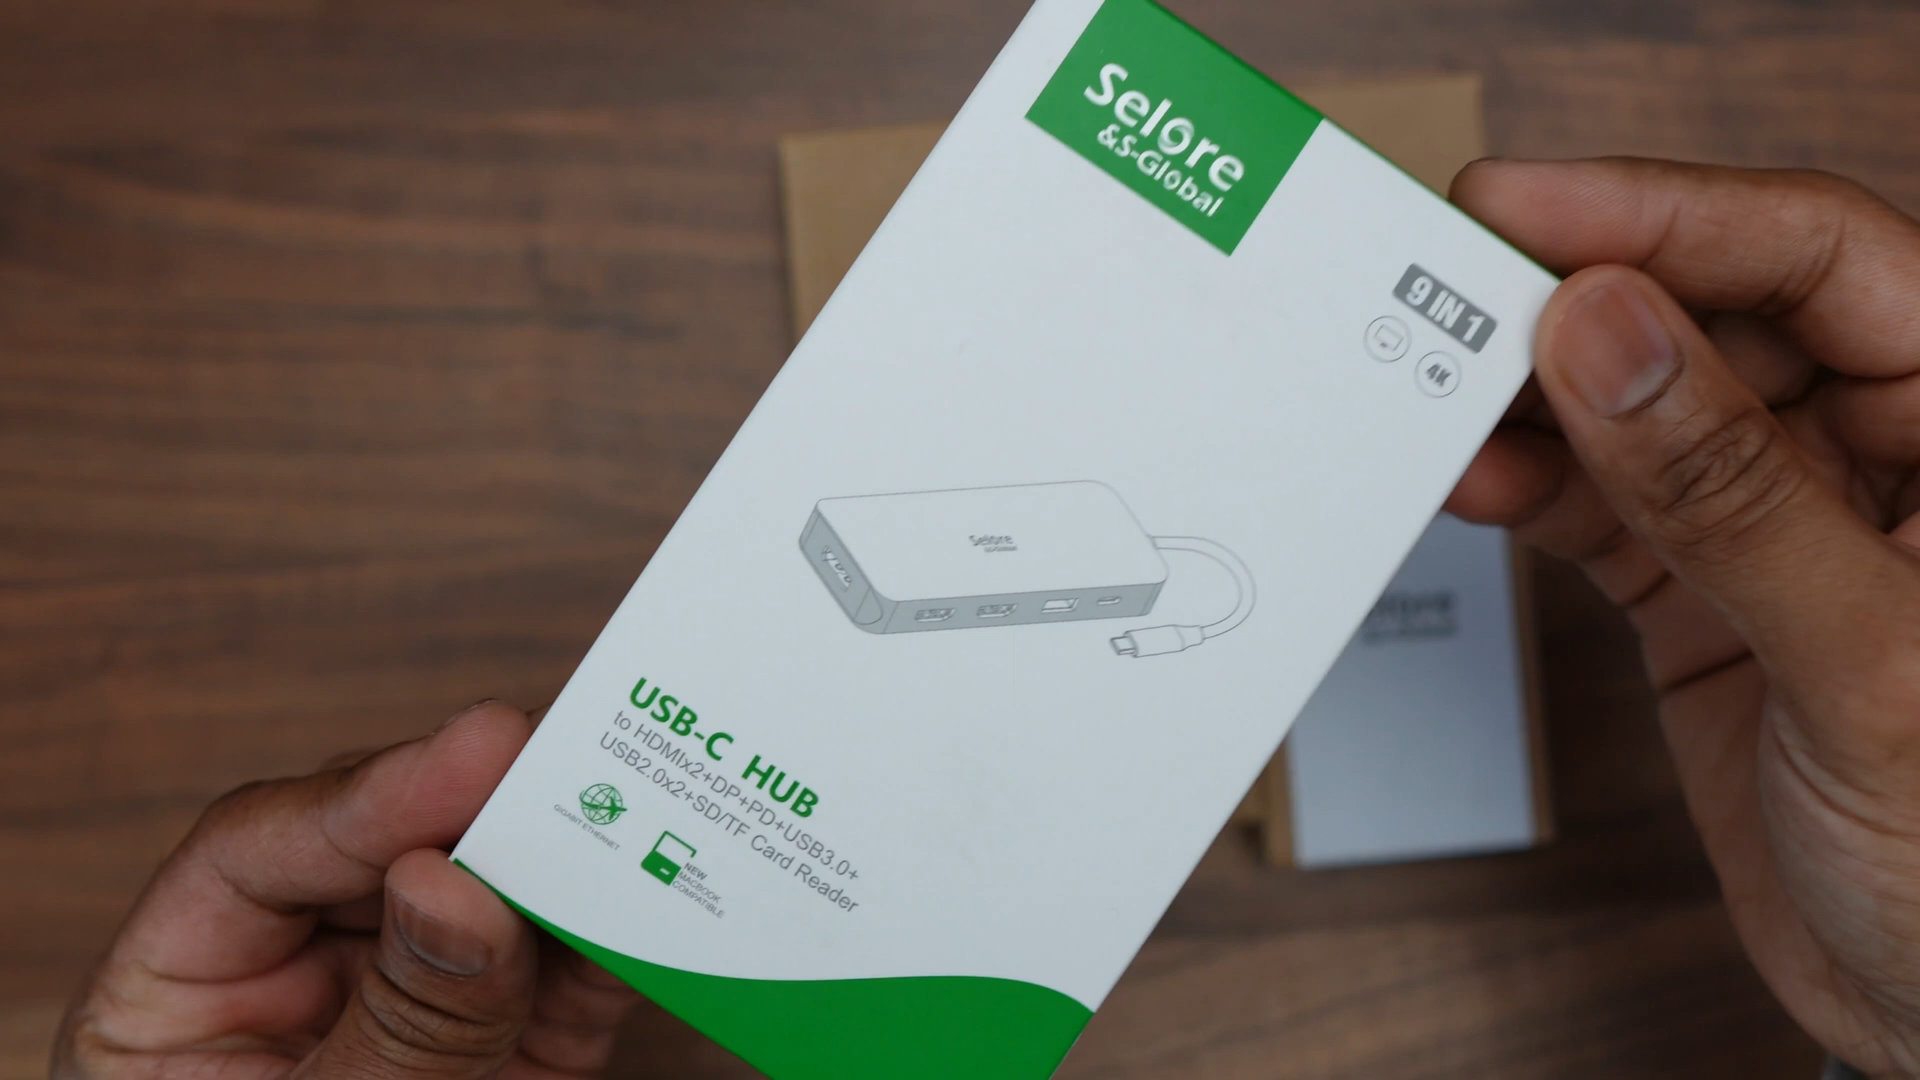 Selore
&S-Global
9 IN 1
4K
Selore
USB-C HUB
to HDMIx2+DP+PD+USB3.0+
USB2.0x2+SD/TF Card Reader
GIGABIT ETHERNET
NEW
MACBOOK
COMPATIBLE